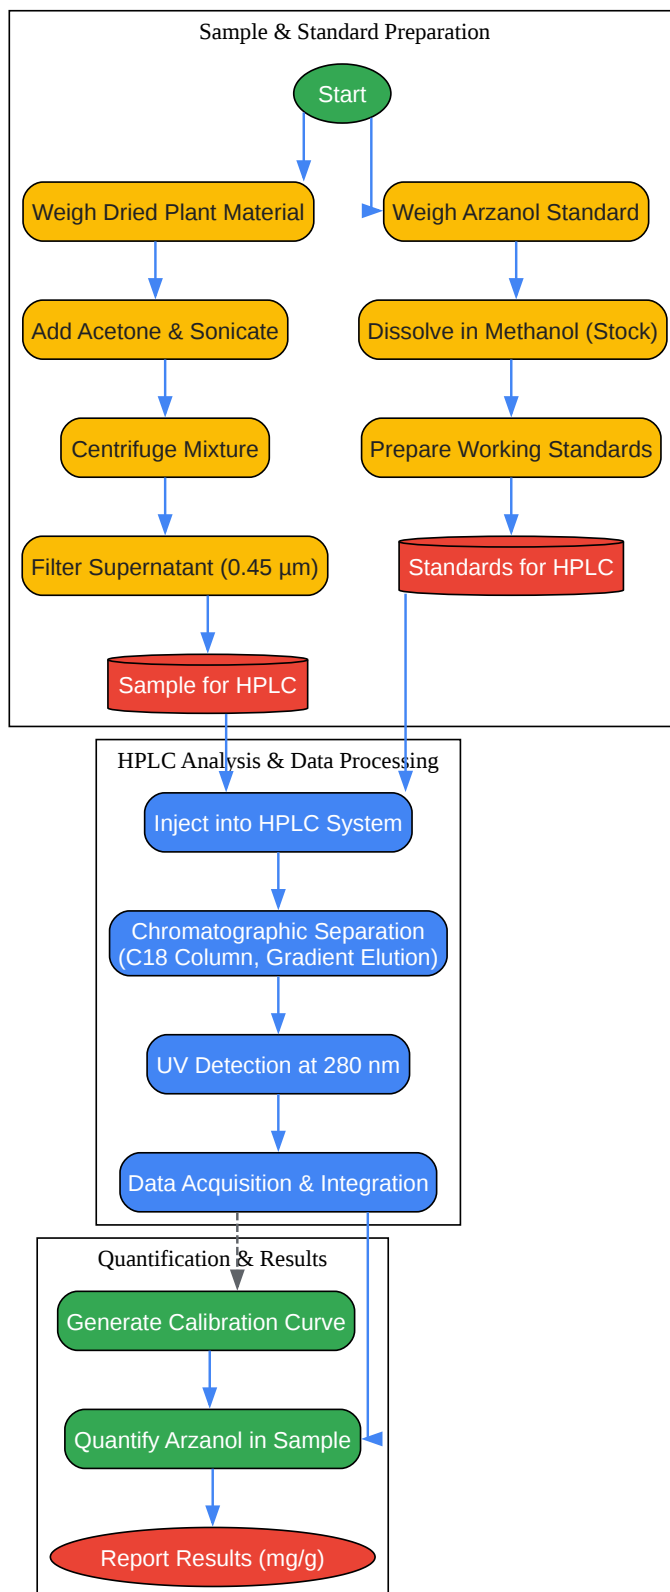 Sample & Standard Preparation
Start
Weigh Dried Plant Material
Weigh Arzanol Standard
Add Acetone & Sonicate
Dissolve in Methanol (Stock)
Centrifuge Mixture
Prepare Working Standards
Filter Supernatant (0.45 µm)
Standards for HPLC
Sample for HPLC
HPLC Analysis & Data Processing
Inject into HPLC System
Chromatographic Separation
(C18 Column, Gradient Elution)
UV Detection at 280 nm
Data Acquisition & Integration
Quantification & Results
Generate Calibration Curve
Quantify Arzanol in Sample
Report Results (mg/g)